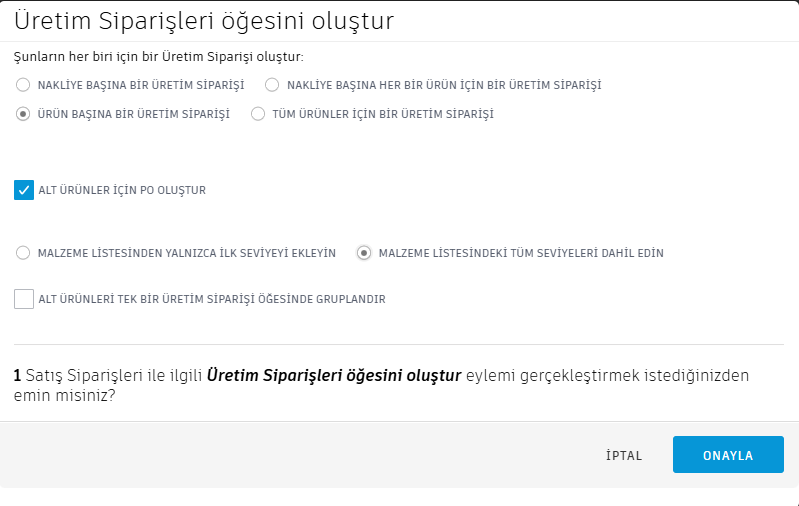 Üretim Siparişleri öğesini oluştur
Şunların her biri için bir Üretim Siparişi oluştur:
NAKLİYE BAŞINA BİR ÜRETİM SİPARİŞİ NAKLİYE BAŞINA HER BİR ÜRÜN İÇİN BİR ÜRETİM SİPARİŞİ
ÜRÜN BAŞINA BİR ÜRETİM SİPARİŞİ TÜM ÜRÜNLER İÇİN BİR ÜRETİM SİPARİŞİ
ALT ÜRÜNLER İÇİN PO OLUŞTUR
MALZEME LİSTESİNDEN YALNIZCA İLK SEVİYEYİ EKLEYİN MALZEME LİSTESİNDEKİ TÜM SEVİYELERİ DAHİL EDİN
ALT ÜRÜNLERİ TEK BİR ÜRETİM SİPARİŞİ ÖĞESİNDE GRUPLANDIR
1 Satış Siparişleri ile ilgili Üretim Siparişleri öğesini oluştur eylemi gerçekleştirmek istediğinizden
emin misiniz?
İPTAL ONAYLA